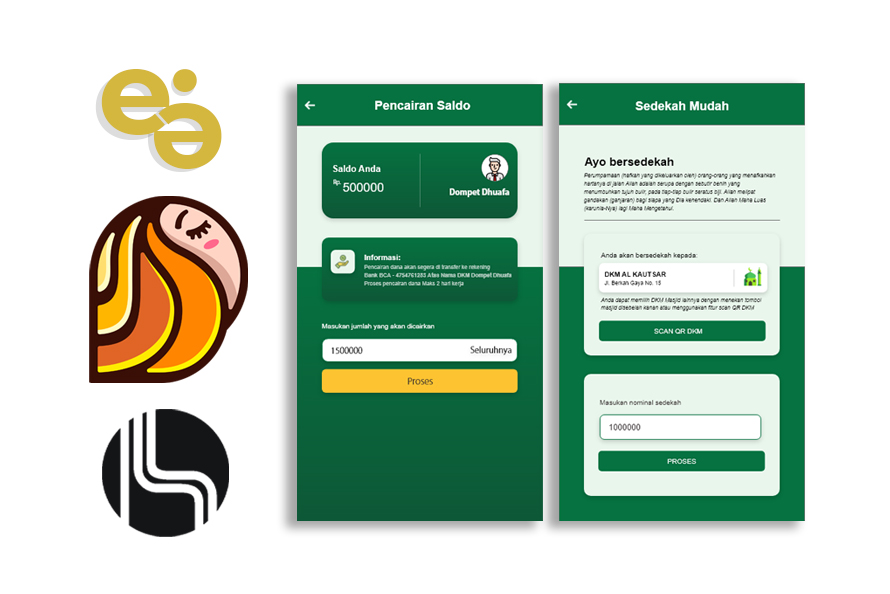 Pencairan Saldo
Saldo Anda
Rp. 500000
Dompet Dhuafa
Informasi:
Pencairan dana akan segera di transfer ke rekening
Bank BCA - 4754761283 Atas Nama DKM Dompet Dhuafa
Proses pencairan dana Maks 2 hari kerja
Masukan jumlah yang akan dicairkan
1500000 Seluruhnya
Proses
Sedekah Mudah
Ayo bersedekah
Perumpamaan (nafkah yang dikeluarkan oleh) orang-orang yang menafkahkan
hartanya di jalan Allah adalah serupa dengan sebutir benih yang
menumbuhkan tujuh bulir, pada tiap-tiap bulir seratus biji. Allah melipat
gandakan (ganjaran) bagi siapa yang Dia kehendaki. Dan Allah Maha Luas
(karunia-Nya) lagi Maha Mengetahui.
Anda akan bersedekah kepada:
DKM AL KAUTSAR
Jl. Berkah Gaya No. 15
Anda dapat memilih DKM Masjid lainnya dengan menekan tombol
masjid disebelah kanan atau menggunakan fitur scan QR DKM
SCAN QR DKM
Masukan nominal sedekah
1000000
PROSES